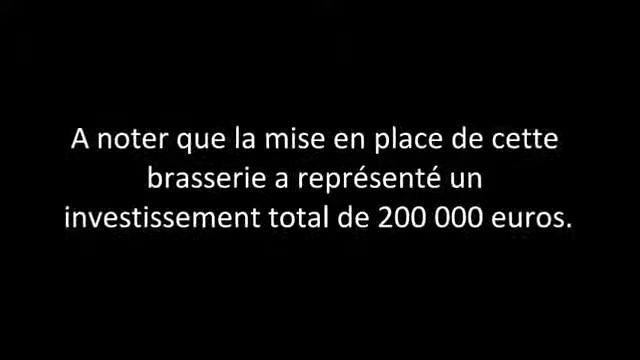 A noter que la mise en place de cette
brasserie a représenté un
investissement total de 200 000 euros.